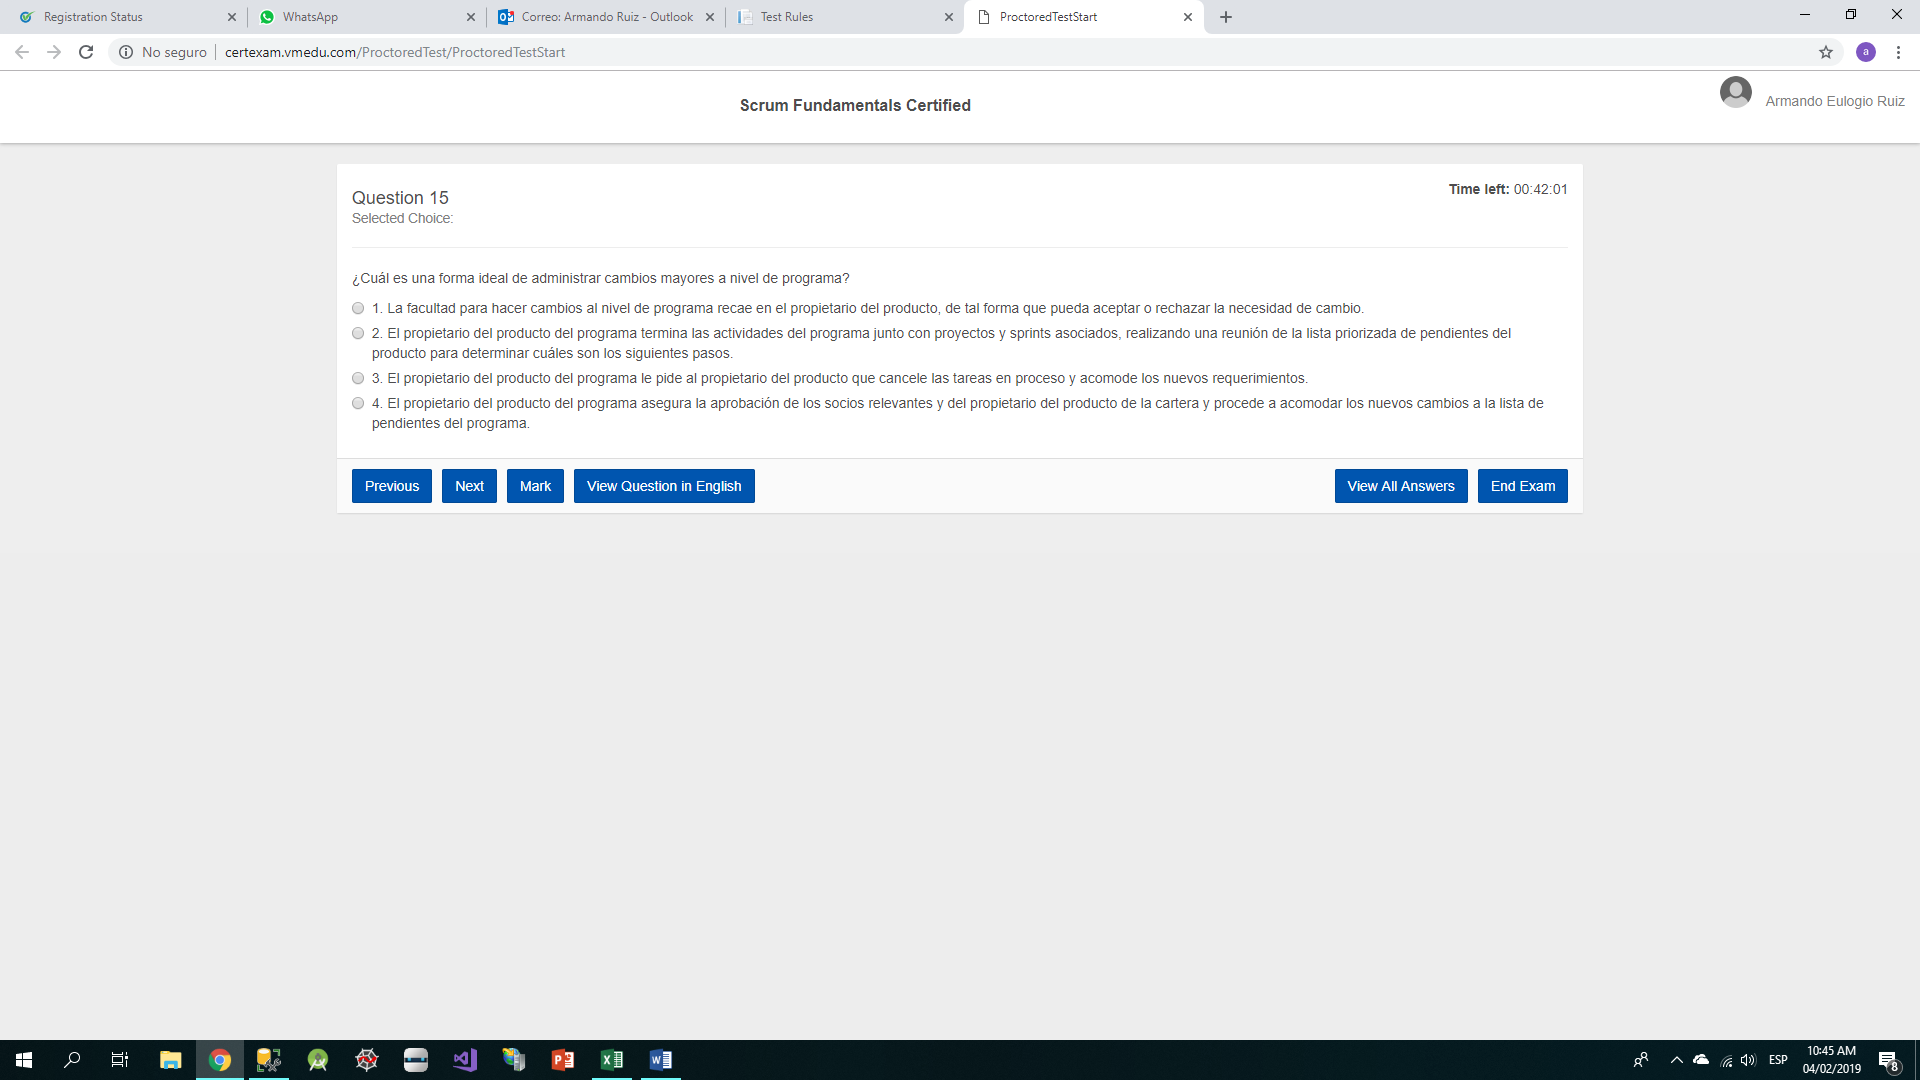 Registration Status
WhatsApp
Correo: Armando Ruiz - Outlook
Test Rules
ProctoredTestStart
No seguro
certexam.vmedu.com/ProctoredTest/ProctoredTestStart
a
Scrum Fundamentals Certified
Armando Eulogio Ruiz
Question 15
Time left: 00:42:01
Selected Choice:
¿Cuál es una forma ideal de administrar cambios mayores a nivel de programa?
1. La facultad para hacer cambios al nivel de programa recae en el propietario del producto, de tal forma que pueda aceptar o rechazar la necesidad de cambio.
2. El propietario del producto del programa termina las actividades del programa junto con proyectos y sprints asociados, realizando una reunión de la lista priorizada de pendientes del
producto para determinar cuáles son los siguientes pasos.
3. El propietario del producto del programa le pide al propietario del producto que cancele las tareas en proceso y acomode los nuevos requerimientos.
4. El propietario del producto del programa asegura la aprobación de los socios relevantes y del propietario del producto de la cartera y procede a acomodar los nuevos cambios a la lista de
pendientes del programa.
Previous
Next
Mark
View Question in English
View All Answers
End Exam
ESP
10:45 AM
04/02/2019
8